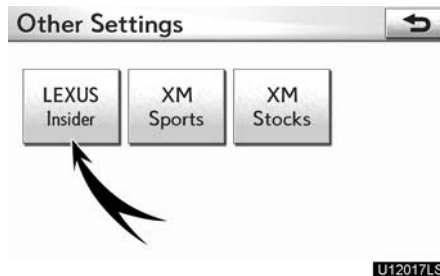 Other Settings
LEXUS
Insider
XM
Sports
XM
Stocks
U12017LS